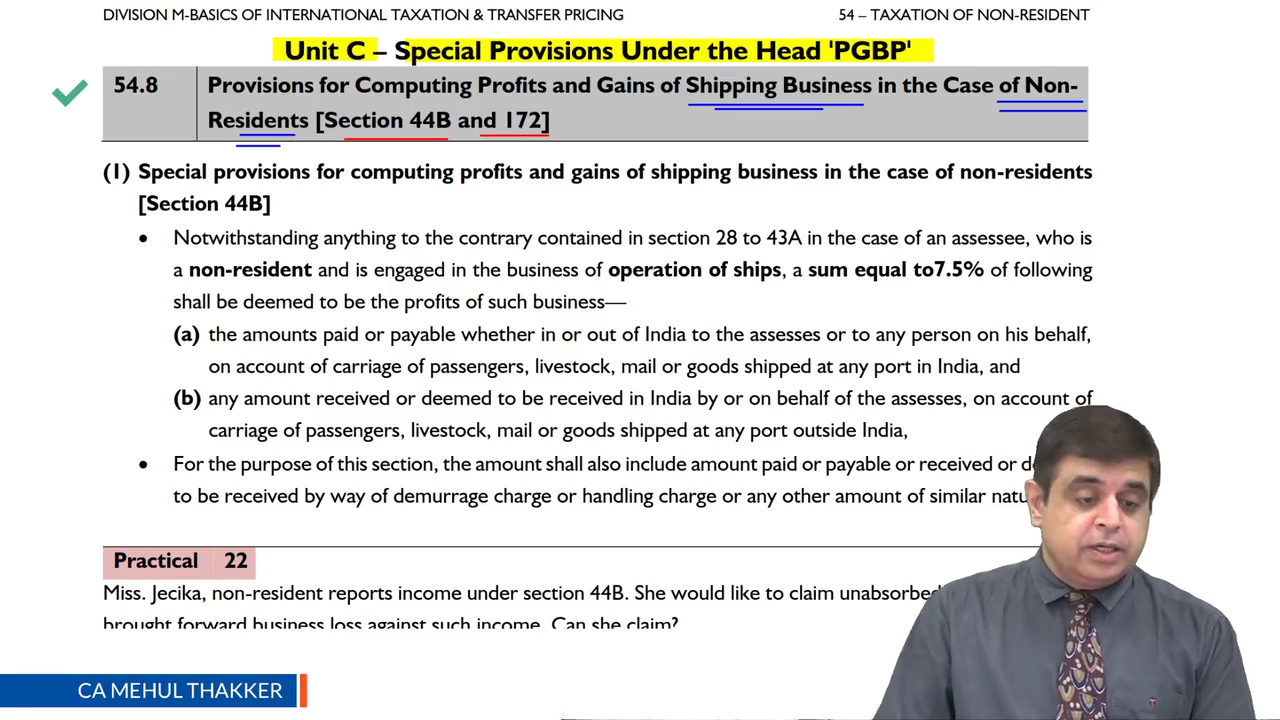 DIVISION M-BASICS OF INTERNATIONAL TAXATION & TRANSFER PRICING 54 – TAXATION OF NON-RESIDENT
Unit C – Special Provisions Under the Head 'PGBP'
54.8 Provisions for Computing Profits and Gains of Shipping Business in the Case of Non-
Residents [Section 44B and 172]
(1) Special provisions for computing profits and gains of shipping business in the case of non-residents
[Section 44B]
• Notwithstanding anything to the contrary contained in section 28 to 43A in the case of an assessee, who is
a non-resident and is engaged in the business of operation of ships, a sum equal to7.5% of following
shall be deemed to be the profits of such business—
(a) the amounts paid or payable whether in or out of India to the assesses or to any person on his behalf,
on account of carriage of passengers, livestock, mail or goods shipped at any port in India, and
(b) any amount received or deemed to be received in India by or on behalf of the assesses, on account of
carriage of passengers, livestock, mail or goods shipped at any port outside India,
• For the purpose of this section, the amount shall also include amount paid or payable or received or
to be received by way of demurrage charge or handling charge or any other amount of similar
Practical 22
Miss. Jecika, non-resident reports income under section 44B. She would like to claim unabsorbed
brought forward business loss against such income. Can she claim?
CA MEHUL THAKKER